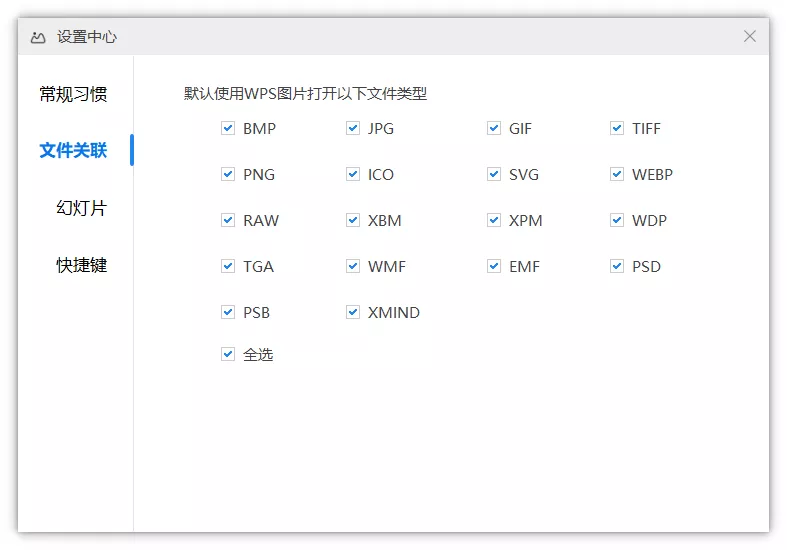 设置中心
常规习惯
文件关联
幻灯片
快捷键
默认使用WPS图片打开以下文件类型
BMP JPG GIF TIFF
PNG ICO SVG WEBP
RAW XBM XPM WDP
TGA WMF EMF PSD
PSB XMIND
全选